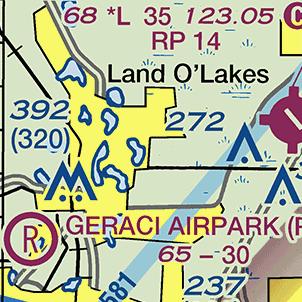 68 *L 35 123.05 C
RP 14
Land O'Lakes
392
(320)
272
R
GERACI AIRPARK (
65 - 30
581
237